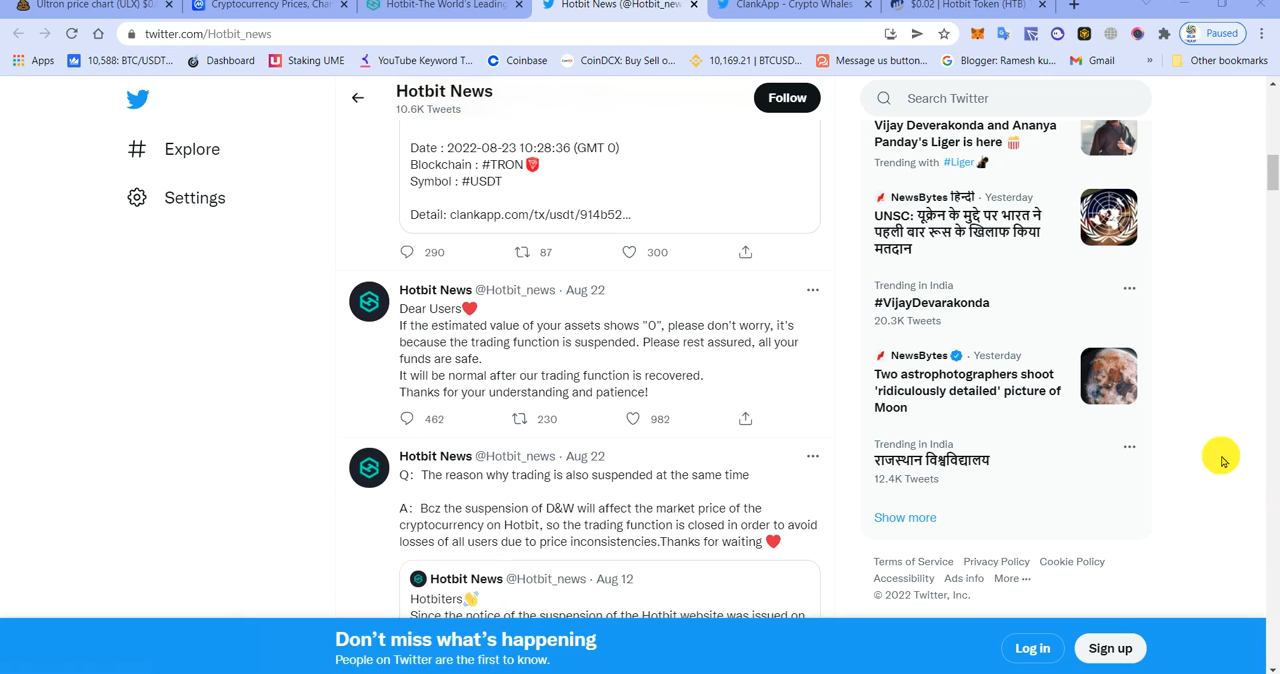 Ultron price chart (ULX) $0.
Cryptocurrency Prices, Char
Hotbit-The World's Leading
Hotbit News (@Hotbit_new
ClankApp - Crypto Whales
$0.02 | Hotbit Token (HTB)
twitter.com/Hotbit_news
Paused
Apps
10,588: BTC/USDT...
Dashboard
Staking UME
YouTube Keyword T...
Coinbase
CoinDCX: Buy Sell o...
10,169.21 | BTCUSD...
Message us button...
Blogger: Ramesh ku...
Gmail
»
Other bookmarks
Hotbit News
10.6K Tweets
Follow
Explore
Settings
Date : 2022-08-23 10:28:36 (GMT 0)
Blockchain : #TRON
Symbol : #USDT
Detail: clankapp.com/tx/usdt/914b52...
290
87
300
Hotbit News @Hotbit_news · Aug 22
Dear Users❤️
If the estimated value of your assets shows "0", please don't worry, it's
because the trading function is suspended. Please rest assured, all your
funds are safe.
It will be normal after our trading function is recovered.
Thanks for your understanding and patience!
462
230
982
Hotbit News @Hotbit_news · Aug 22
Q: The reason why trading is also suspended at the same time
A: Bcz the suspension of D&W will affect the market price of the
cryptocurrency on Hotbit, so the trading function is closed in order to avoid
losses of all users due to price inconsistencies.Thanks for waiting ❤️
Hotbit News @Hotbit_news · Aug 12
Hotbiters👋
Since the notice of the suspension of the Hotbit website was issued on
Search Twitter
Vijay Deverakonda and Ananya
Panday's Liger is here 🍿
Trending with #Liger
NewsBytes हिन्दी · Yesterday
UNSC: यूक्रेन के मुद्दे पर भारत ने
पहली बार रूस के खिलाफ किया
मतदान
Trending in India
#VijayDevarakonda
20.3K Tweets
NewsBytes · Yesterday
Two astrophotographers shoot
'ridiculously detailed' picture of
Moon
Trending in India
राजस्थान विश्वविद्यालय
12.4K Tweets
Show more
Terms of Service Privacy Policy Cookie Policy
Accessibility Ads info More ···
© 2022 Twitter, Inc.
Don't miss what's happening
People on Twitter are the first to know.
Log in
Sign up